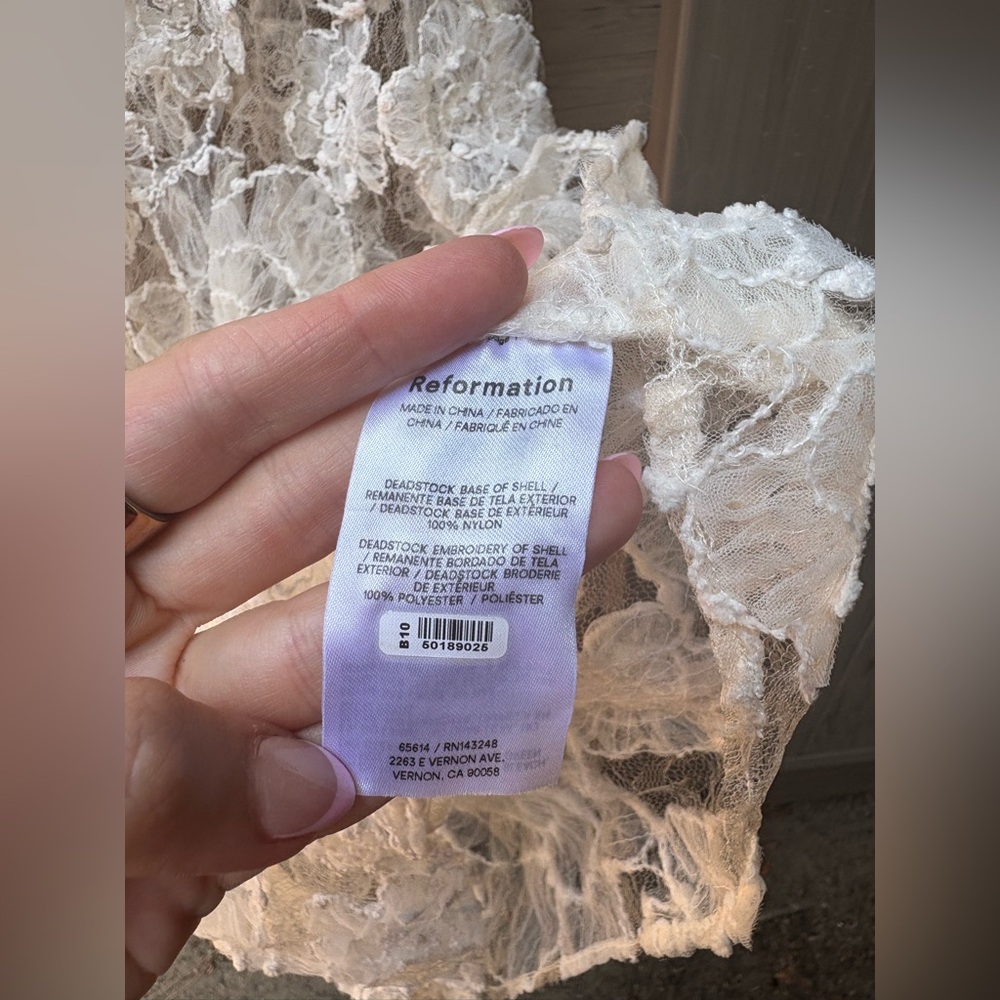 Reformation
MADE IN CHINA / FABRICADO EN
CHINA / FABRIQUÉ EN CHINE
DEADSTOCK BASE OF SHELL /
REMANENTE BASE DE TELA EXTERIOR
/ DEADSTOCK BASE DE EXTÉRIEUR
100% NYLON
DEADSTOCK EMBROIDERY OF SHELL
/ REMANENTE BORDADO DE TELA
EXTERIOR / DEADSTOCK BRODERIE
DE EXTÉRIEUR
100% POLYESTER / POLIÉSTER
B10
50189025
65614 / RN143248
2263 E VERNON AVE.
VERNON, CA 90058